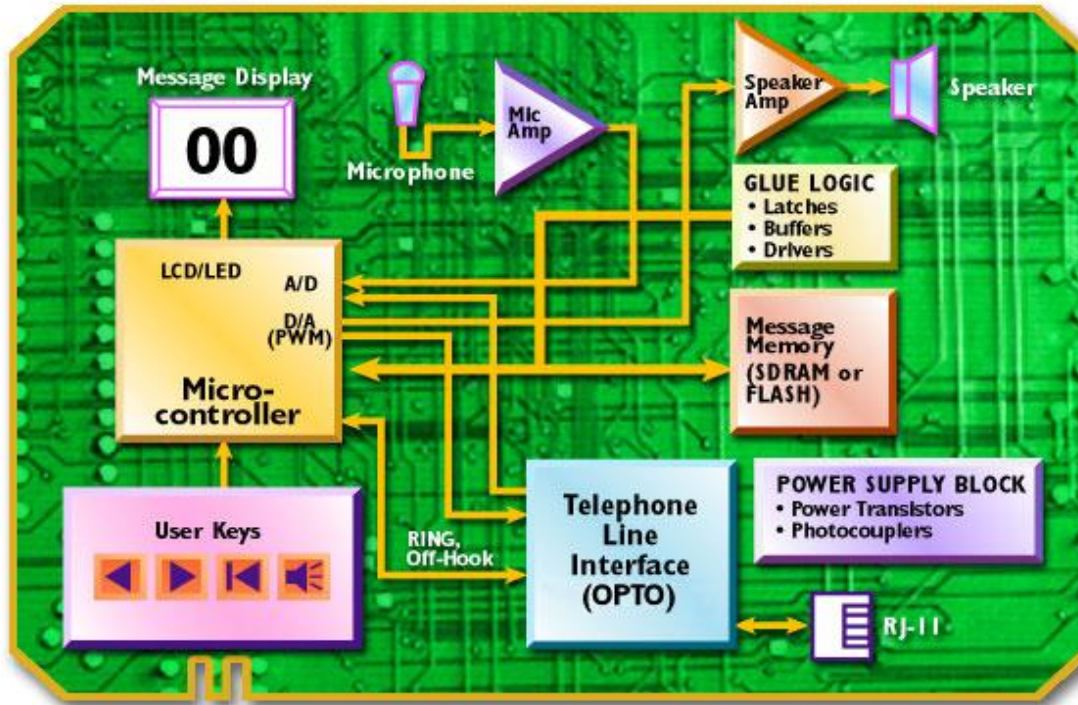 Message Display
00
Microphone
Mic
Amp
Speaker
Amp
Speaker
GLUE LOGIC
• Latches
• Buffers
• Drivers
LCD/LED
A/D
D/A
(PWM)
Micro-
controller
Message
Memory
(SDRAM or
FLASH)
User Keys
RING,
Off-Hook
Telephone
Line
Interface
(OPTO)
POWER SUPPLY BLOCK
• Power Transistors
• Photocouplers
RJ-11